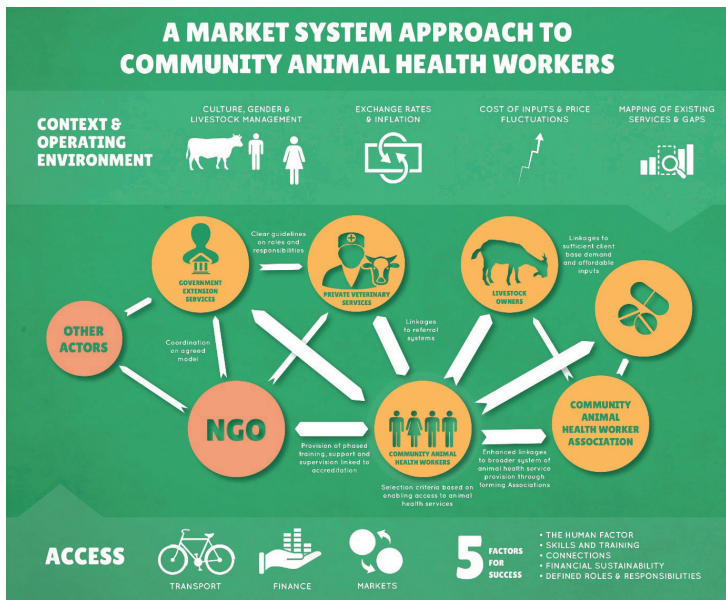 A MARKET SYSTEM APPROACH TO
COMMUNITY ANIMAL HEALTH WORKERS
CONTEXT &
OPERATING
ENVIRONMENT
CULTURE, GENDER &
LIVESTOCK MANAGEMENT
EXCHANGE RATES
& INFLATION
COST OF INPUTS & PRICE
FLUCTUATIONS
MAPPING OF EXISTING
SERVICES & GAPS
Clear guidelines
on roles and
responsibilities
Linkages to
sufficient client
base demand
and affordable
inputs
GOVERNMENT
EXTENSION
SERVICES
PRIVATE VETERINARY
SERVICES
LIVESTOCK
OWNERS
OTHER
ACTORS
Coordination
on agreed
model
Linkages
to referral
systems
NGO
Provision of phased
training, support and
supervision linked to
accreditation
COMMUNITY ANIMAL
HEALTH WORKERS
Selection criteria based on
enabling access to animal
health services
Enhanced linkages
to broader system of
animal health service
provision through
forming Associations
COMMUNITY
ANIMAL
HEALTH WORKER
ASSOCIATION
ACCESS
TRANSPORT
FINANCE
MARKETS
5 FACTORS
FOR
SUCCESS
• THE HUMAN FACTOR
• SKILLS AND TRAINING
• CONNECTIONS
• FINANCIAL SUSTAINABILITY
• DEFINED ROLES & RESPONSIBILITIES